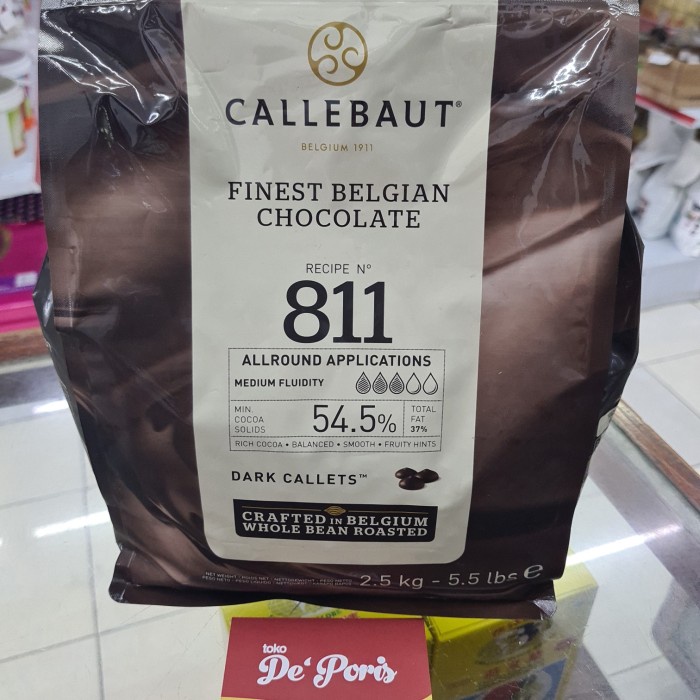 CALLEBAUT®
BELGIUM 1911
FINEST BELGIAN
CHOCOLATE
RECIPE N°
811
ALLROUND APPLICATIONS
MEDIUM FLUIDITY
MIN.
COCOA
SOLIDS
54.5%
TOTAL
FAT
37%
RICH COCOA • BALANCED • SMOOTH • FRUITY HINTS
DARK CALLETS™
CRAFTED IN BELGIUM
WHOLE BEAN ROASTED
2.5 kg - 5.5 lbs e
toko
De' Poris